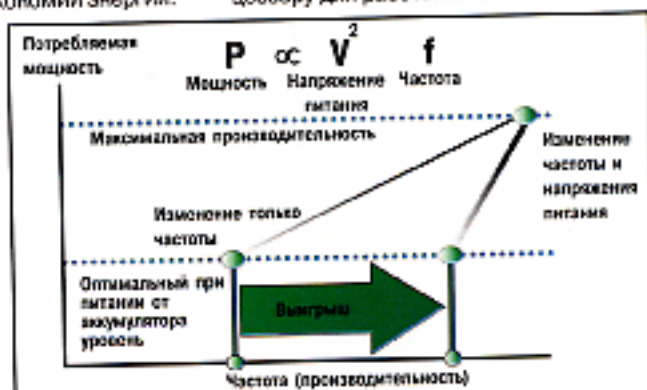 Потребляемая
мощность
P ∝ V² f
Мощность Напряжение Частота
питания
Максимальная производительность
Изменение
частоты и
напряжения
питания
Изменение только
частоты
Оптимальный при
питании от
аккумулятора
уровень
Выигрыш
Частота (производительность)